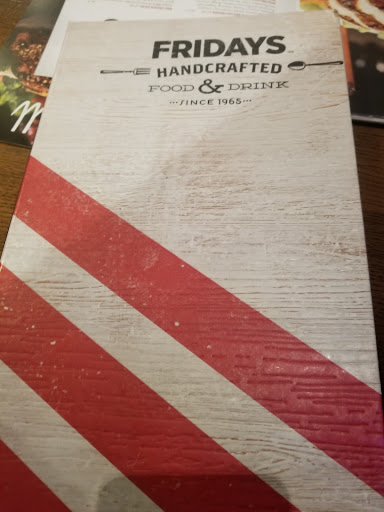 FRIDAYS
HANDCRAFTED
FOOD & DRINK
···SINCE 1965···